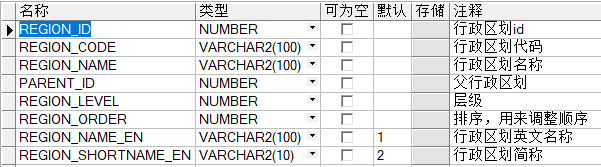 名称 类型 可为空 默认 存储 注释
REGION_ID NUMBER 行政区划id
REGION_CODE VARCHAR2(100) 行政区划代码
REGION_NAME VARCHAR2(100) 行政区划名称
PARENT_ID NUMBER 父行政区划
REGION_LEVEL NUMBER 层级
REGION_ORDER NUMBER 排序，用来调整顺序
REGION_NAME_EN VARCHAR2(100) 1 行政区划英文名称
REGION_SHORTNAME_EN VARCHAR2(10) 2 行政区划简称